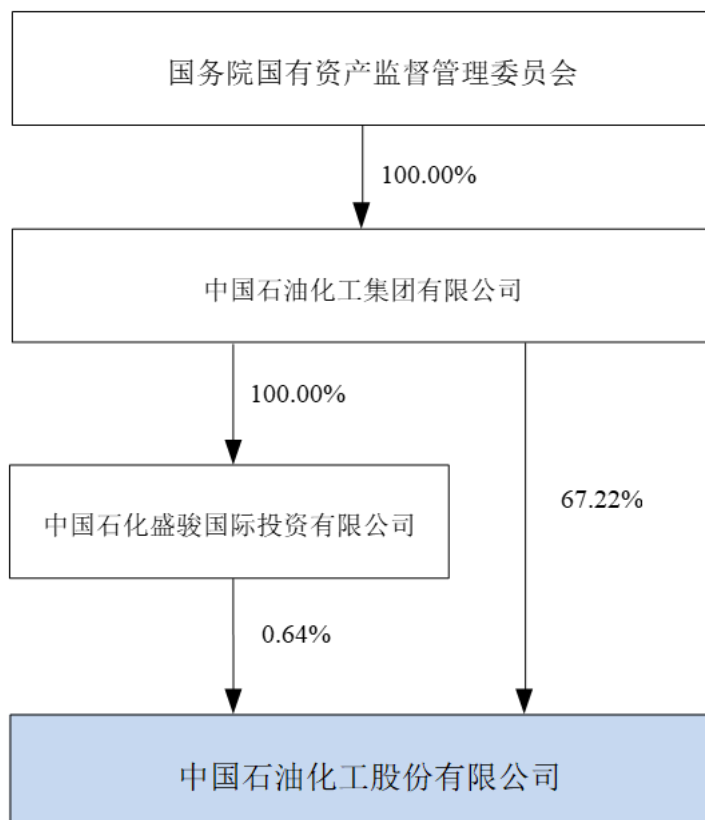 国务院国有资产监督管理委员会
100.00%
中国石油化工集团有限公司
100.00%
67.22%
中国石化盛骏国际投资有限公司
0.64%
中国石油化工股份有限公司